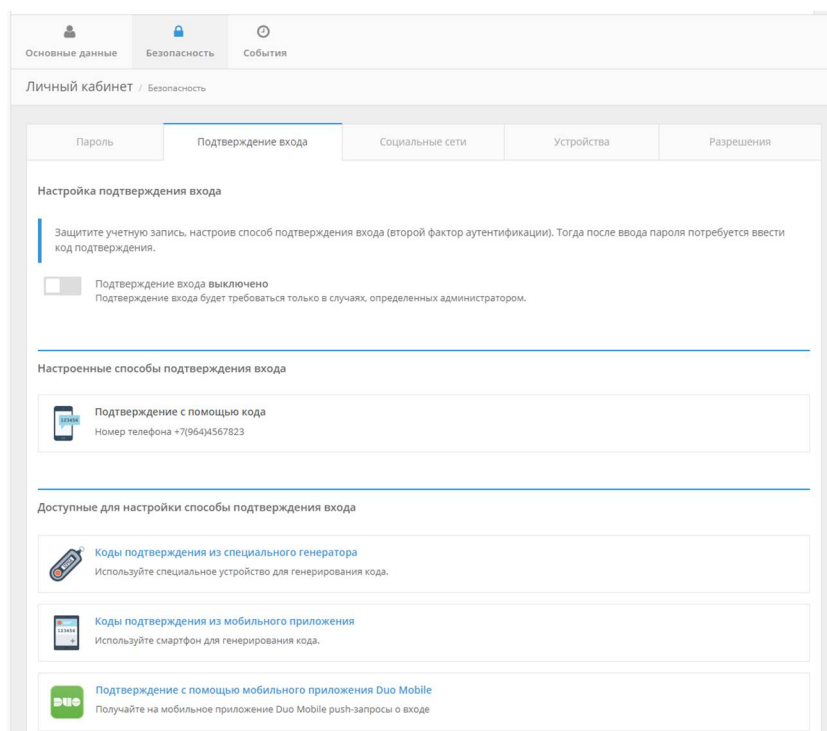 Основные данные
Безопасность
События
Личный кабинет / Безопасность
Пароль
Подтверждение входа
Социальные сети
Устройства
Разрешения
Настройка подтверждения входа
Защитите учетную запись, настроив способ подтверждения входа (второй фактор аутентификации). Тогда после ввода пароля потребуется ввести
код подтверждения.
Подтверждение входа выключено
Подтверждение входа будет требоваться только в случаях, определенных администратором.
Настроенные способы подтверждения входа
123456
Подтверждение с помощью кода
Номер телефона +7(964)4567823
Доступные для настройки способы подтверждения входа
Коды подтверждения из специального генератора
Используйте специальное устройство для генерирования кода.
123456
Коды подтверждения из мобильного приложения
Используйте смартфон для генерирования кода.
DUO
Подтверждение с помощью мобильного приложения Duo Mobile
Получайте на мобильное приложение Duo Mobile push-запросы о входе